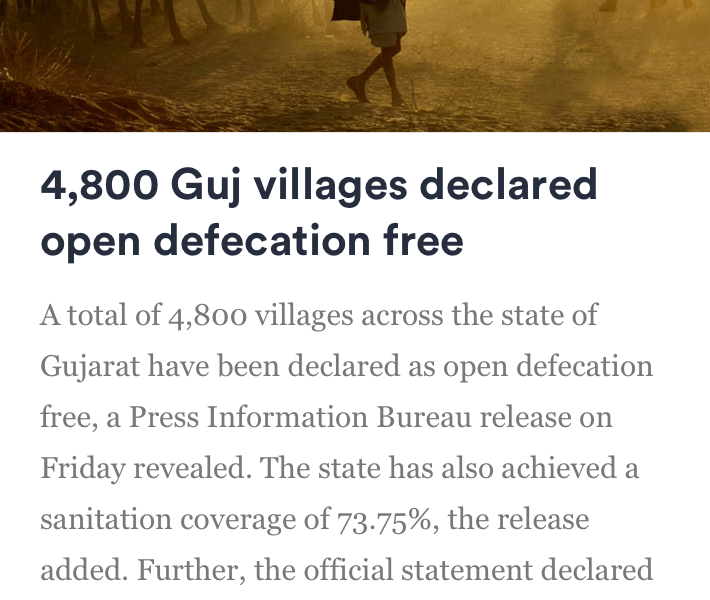 4,800 Guj villages declared
open defecation free
A total of 4,800 villages across the state of
Gujarat have been declared as open defecation
free, a Press Information Bureau release on
Friday revealed. The state has also achieved a
sanitation coverage of 73.75%, the release
added. Further, the official statement declared